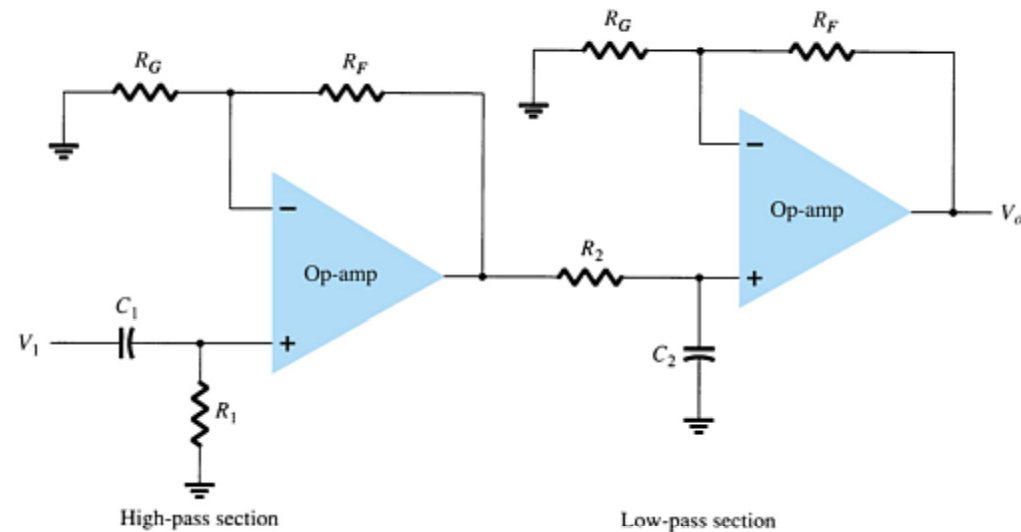 R_G
R_F
R_G
R_F
−
Op-amp
+
V_1
C_1
R_1
R_2
C_2
−
Op-amp
+
V_o
High-pass section
Low-pass section